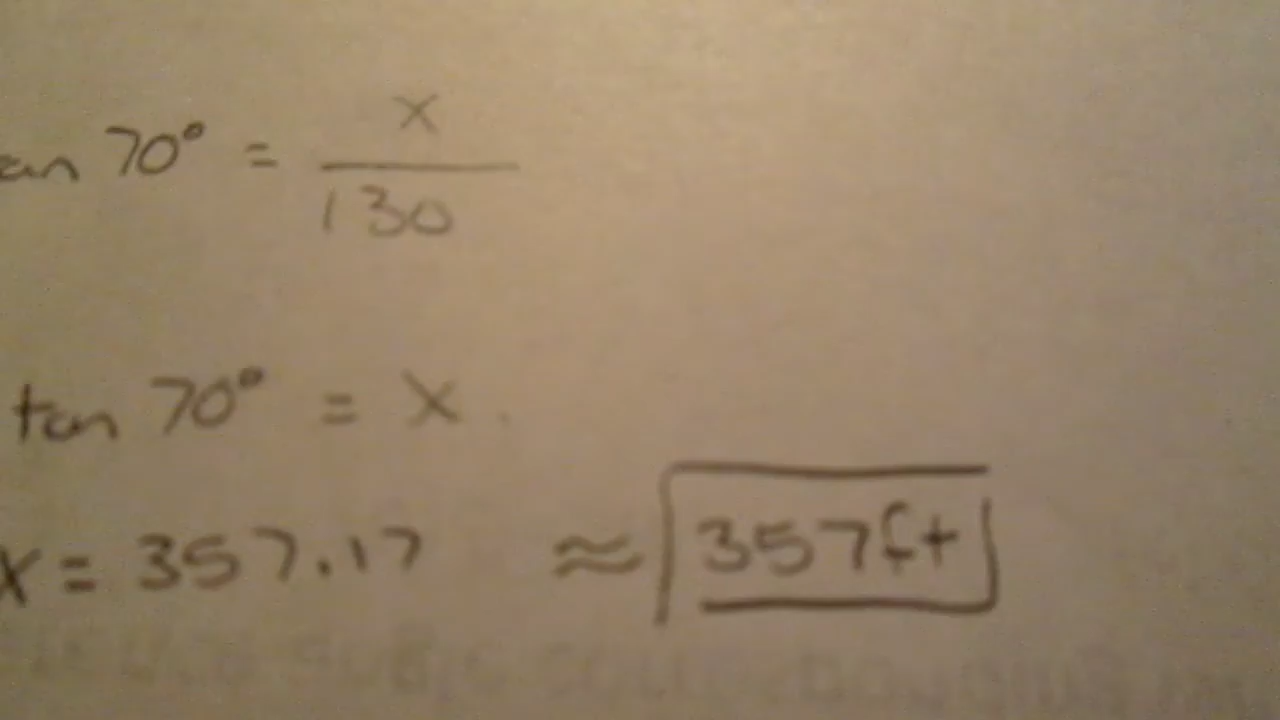 an 70° = x
130
tan 70° = x
x = 357.17 ≈ 357ft